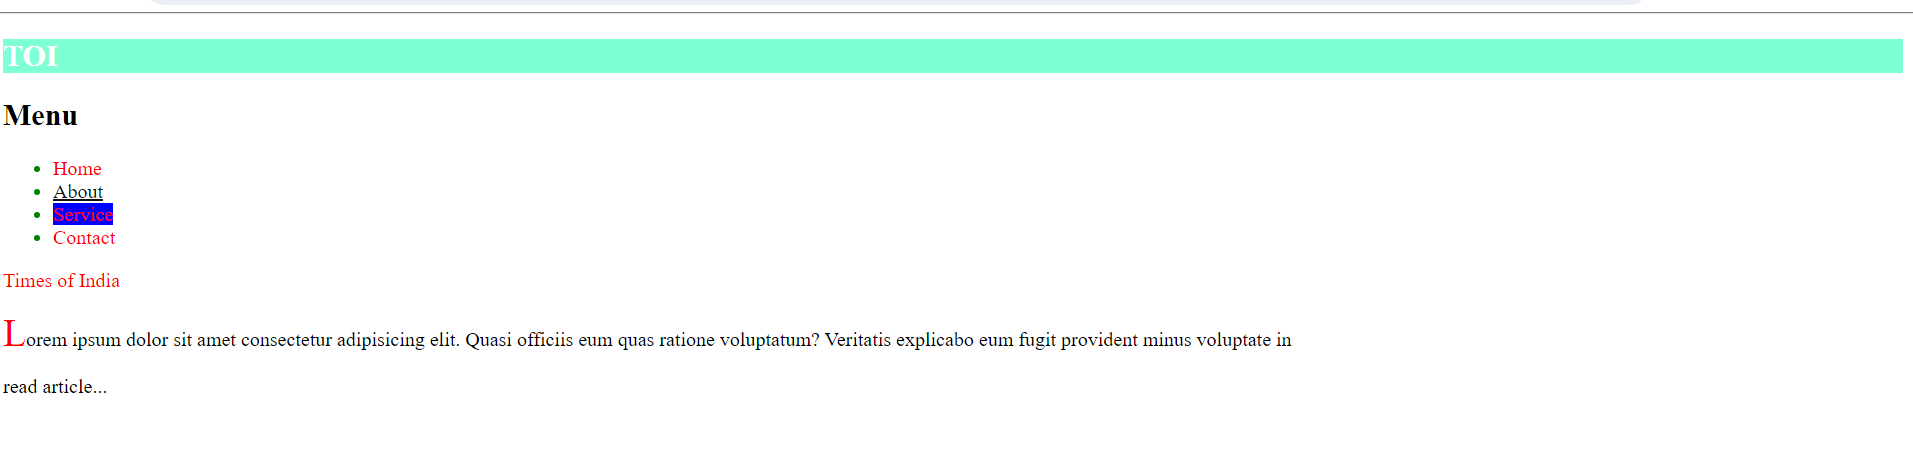 TOI
Menu
Home
About
Service
Contact
Times of India
Lorem ipsum dolor sit amet consectetur adipisicing elit. Quasi officiis eum quas ratione voluptatum? Veritatis explicabo eum fugit provident minus voluptate in
read article...